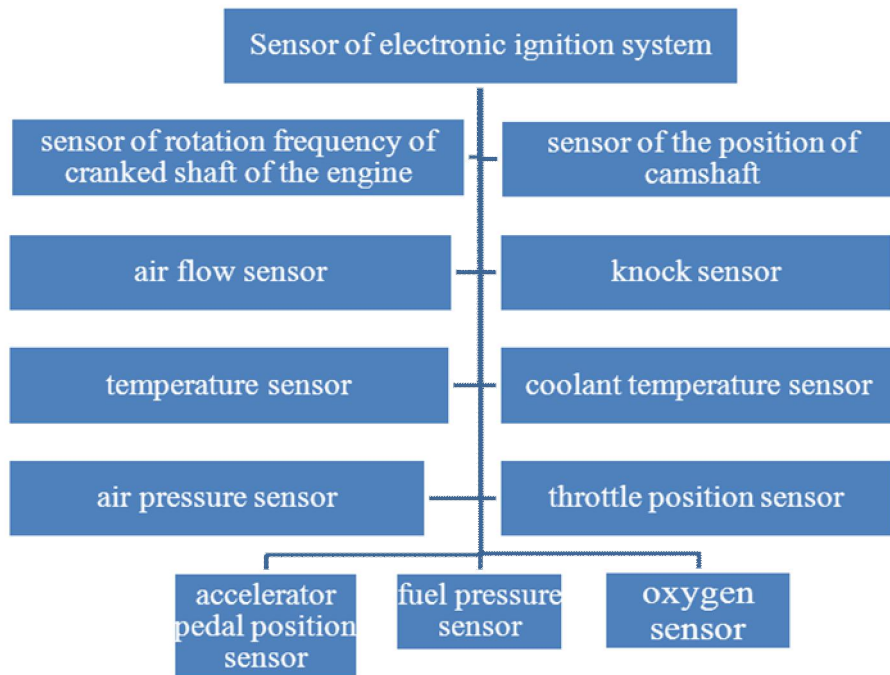 Sensor of electronic ignition system
sensor of rotation frequency of
cranked shaft of the engine
sensor of the position of
camshaft
air flow sensor
knock sensor
temperature sensor
coolant temperature sensor
air pressure sensor
throttle position sensor
accelerator
pedal position
sensor
fuel pressure
sensor
oxygen
sensor